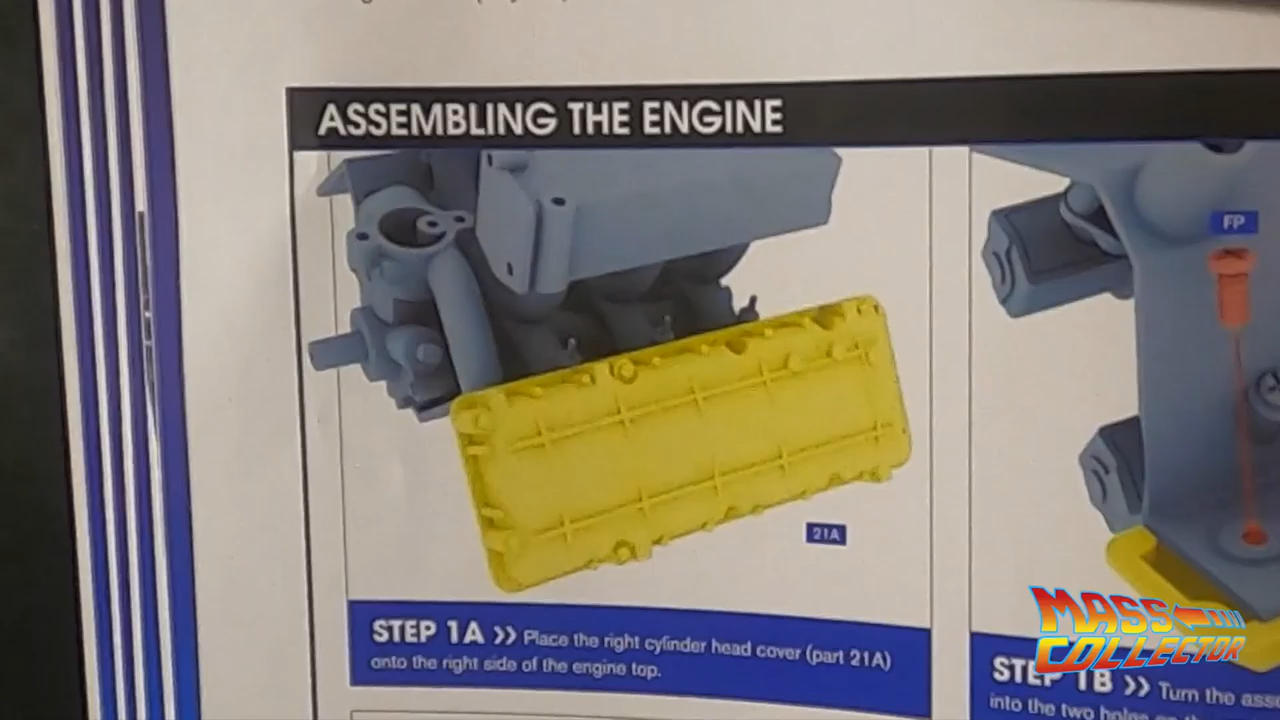 ASSEMBLING THE ENGINE
FP
21A
STEP 1A >> Place the right cylinder head cover (part 21A)
onto the right side of the engine top.
STEP 1B >> Turn the asse
into the two holes
MASS
COLLECTOR